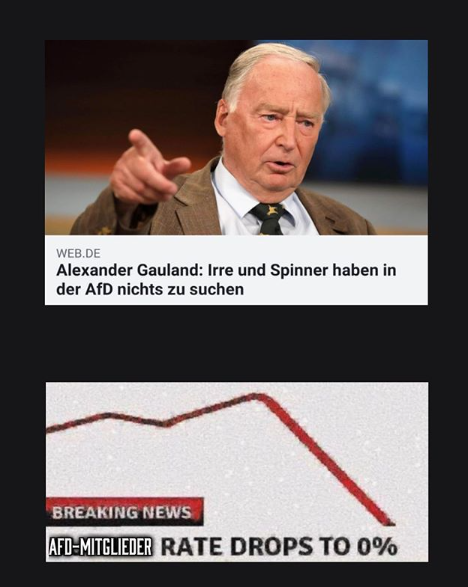 WEB.DE
Alexander Gauland: Irre und Spinner haben in
der AfD nichts zu suchen
BREAKING NEWS
AFD-MITGLIEDER RATE DROPS TO 0%